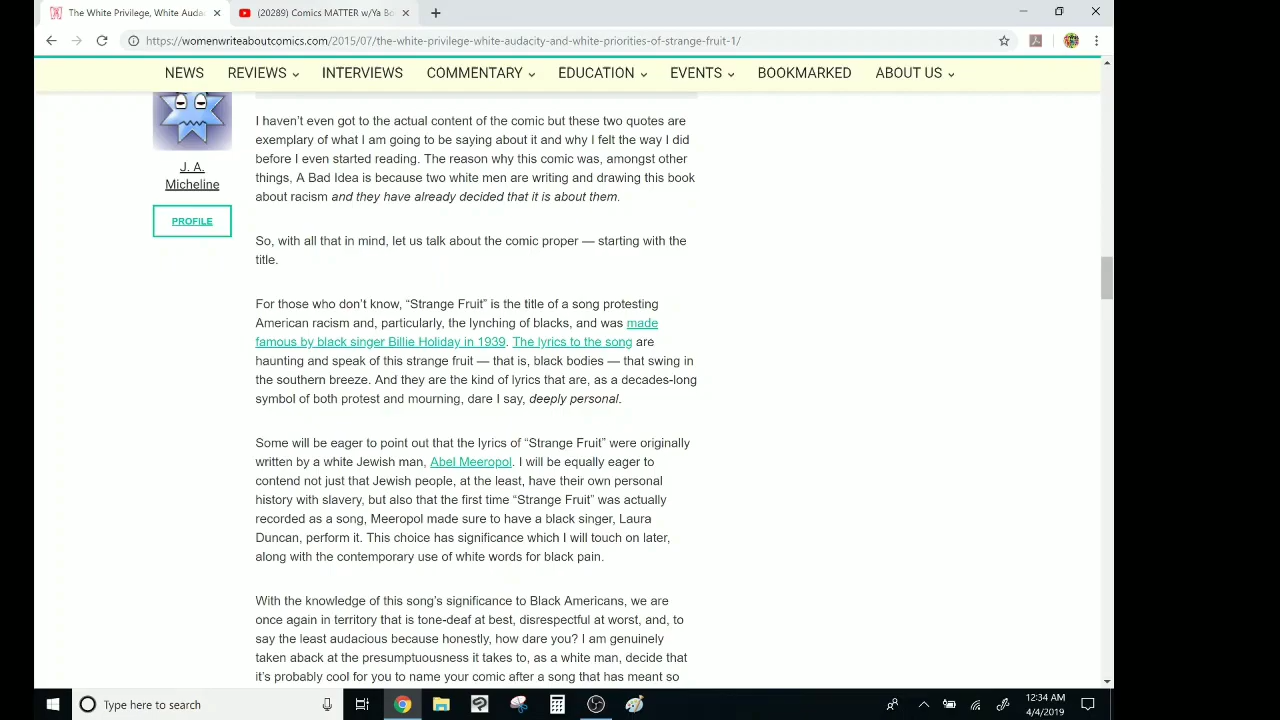 The White Privilege, White Auda
(20289) Comics MATTER w/Ya Bo
https://womenwriteaboutcomics.com/2015/07/the-white-privilege-white-audacity-and-white-priorities-of-strange-fruit-1/
NEWS REVIEWS INTERVIEWS COMMENTARY EDUCATION EVENTS BOOKMARKED ABOUT US
J. A.
Micheline
PROFILE
I haven't even got to the actual content of the comic but these two quotes are
exemplary of what I am going to be saying about it and why I felt the way I did
before I even started reading. The reason why this comic was, amongst other
things, A Bad Idea is because two white men are writing and drawing this book
about racism and they have already decided that it is about them.
So, with all that in mind, let us talk about the comic proper — starting with the
title.
For those who don't know, “Strange Fruit” is the title of a song protesting
American racism and, particularly, the lynching of blacks, and was made
famous by black singer Billie Holiday in 1939. The lyrics to the song are
haunting and speak of this strange fruit — that is, black bodies — that swing in
the southern breeze. And they are the kind of lyrics that are, as a decades-long
symbol of both protest and mourning, dare I say, deeply personal.
Some will be eager to point out that the lyrics of “Strange Fruit” were originally
written by a white Jewish man, Abel Meeropol. I will be equally eager to
contend not just that Jewish people, at the least, have their own personal
history with slavery, but also that the first time “Strange Fruit” was actually
recorded as a song, Meeropol made sure to have a black singer, Laura
Duncan, perform it. This choice has significance which I will touch on later,
along with the contemporary use of white words for black pain.
With the knowledge of this song's significance to Black Americans, we are
once again in territory that is tone-deaf at best, disrespectful at worst, and, to
say the least audacious because honestly, how dare you? I am genuinely
taken aback at the presumptuousness it takes to, as a white man, decide that
it's probably cool for you to name your comic after a song that has meant so
Type here to search
12:34 AM
4/4/2019